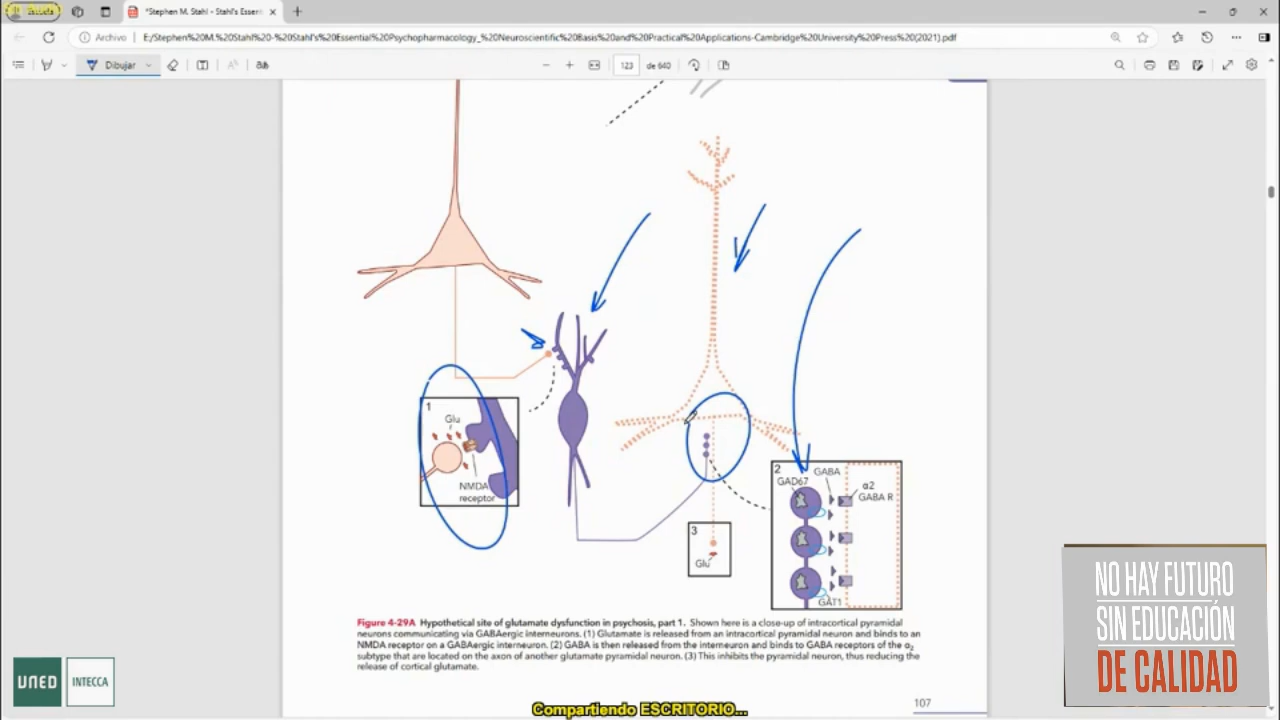 Escuela
*Stephen M. Stahl - Stahl's Essen
Archivo
E:/Stephen%20M.%20Stahl%20-%20Stahl's%20Essential%20Psychopharmacology_%20Neuroscientific%20Basis%20and%20Practical%20Applications-Cambridge%20University%20Press%20(2021).pdf
Dibujar
123
de 640
1
Glu
NMDA
receptor
2
GABA
GAD67
α2
GABA R
GAT1
3
Glu
Figure 4-29A Hypothetical site of glutamate dysfunction in psychosis, part 1. Shown here is a close-up of intracortical pyramidal
neurons communicating via GABAergic interneurons. (1) Glutamate is released from an intracortical pyramidal neuron and binds to an
NMDA receptor on a GABAergic interneuron. (2) GABA is then released from the interneuron and binds to GABA receptors of the α2
subtype that are located on the axon of another glutamate pyramidal neuron. (3) This inhibits the pyramidal neuron, thus reducing the
release of cortical glutamate.
107
NO HAY FUTURO
SIN EDUCACIÓN
DE CALIDAD
UNED
INTECCA
Compartiendo ESCRITORIO...